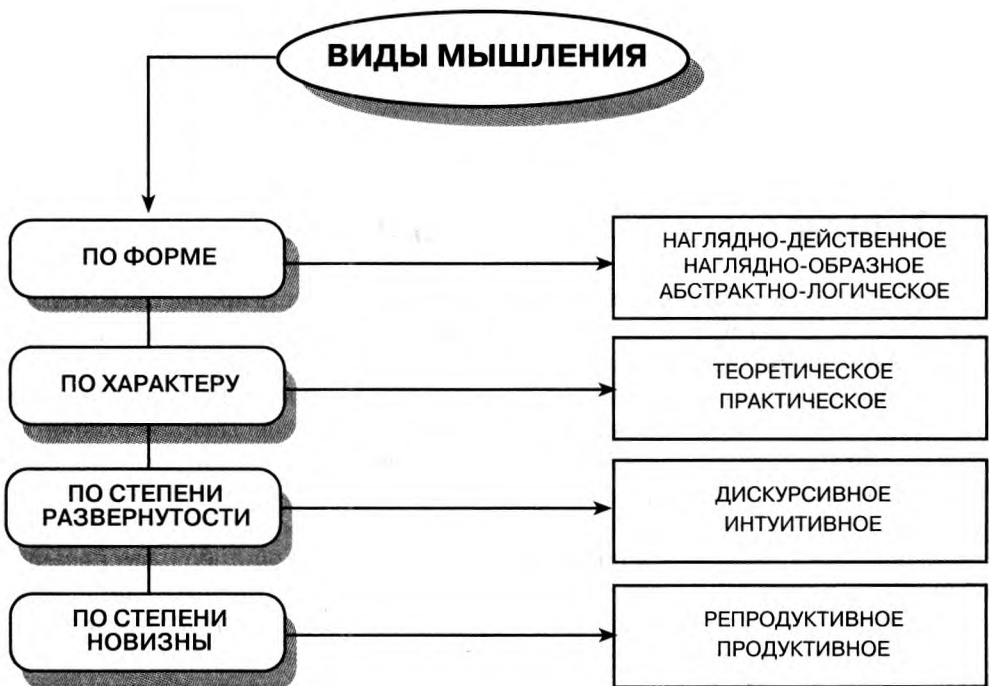 ВИДЫ МЫШЛЕНИЯ
ПО ФОРМЕ
НАГЛЯДНО-ДЕЙСТВЕННОЕ
НАГЛЯДНО-ОБРАЗНОЕ
АБСТРАКТНО-ЛОГИЧЕСКОЕ
ПО ХАРАКТЕРУ
ТЕОРЕТИЧЕСКОЕ
ПРАКТИЧЕСКОЕ
ПО СТЕПЕНИ
РАЗВЕРНУТОСТИ
ДИСКУРСИВНОЕ
ИНТУИТИВНОЕ
ПО СТЕПЕНИ
НОВИЗНЫ
РЕПРОДУКТИВНОЕ
ПРОДУКТИВНОЕ